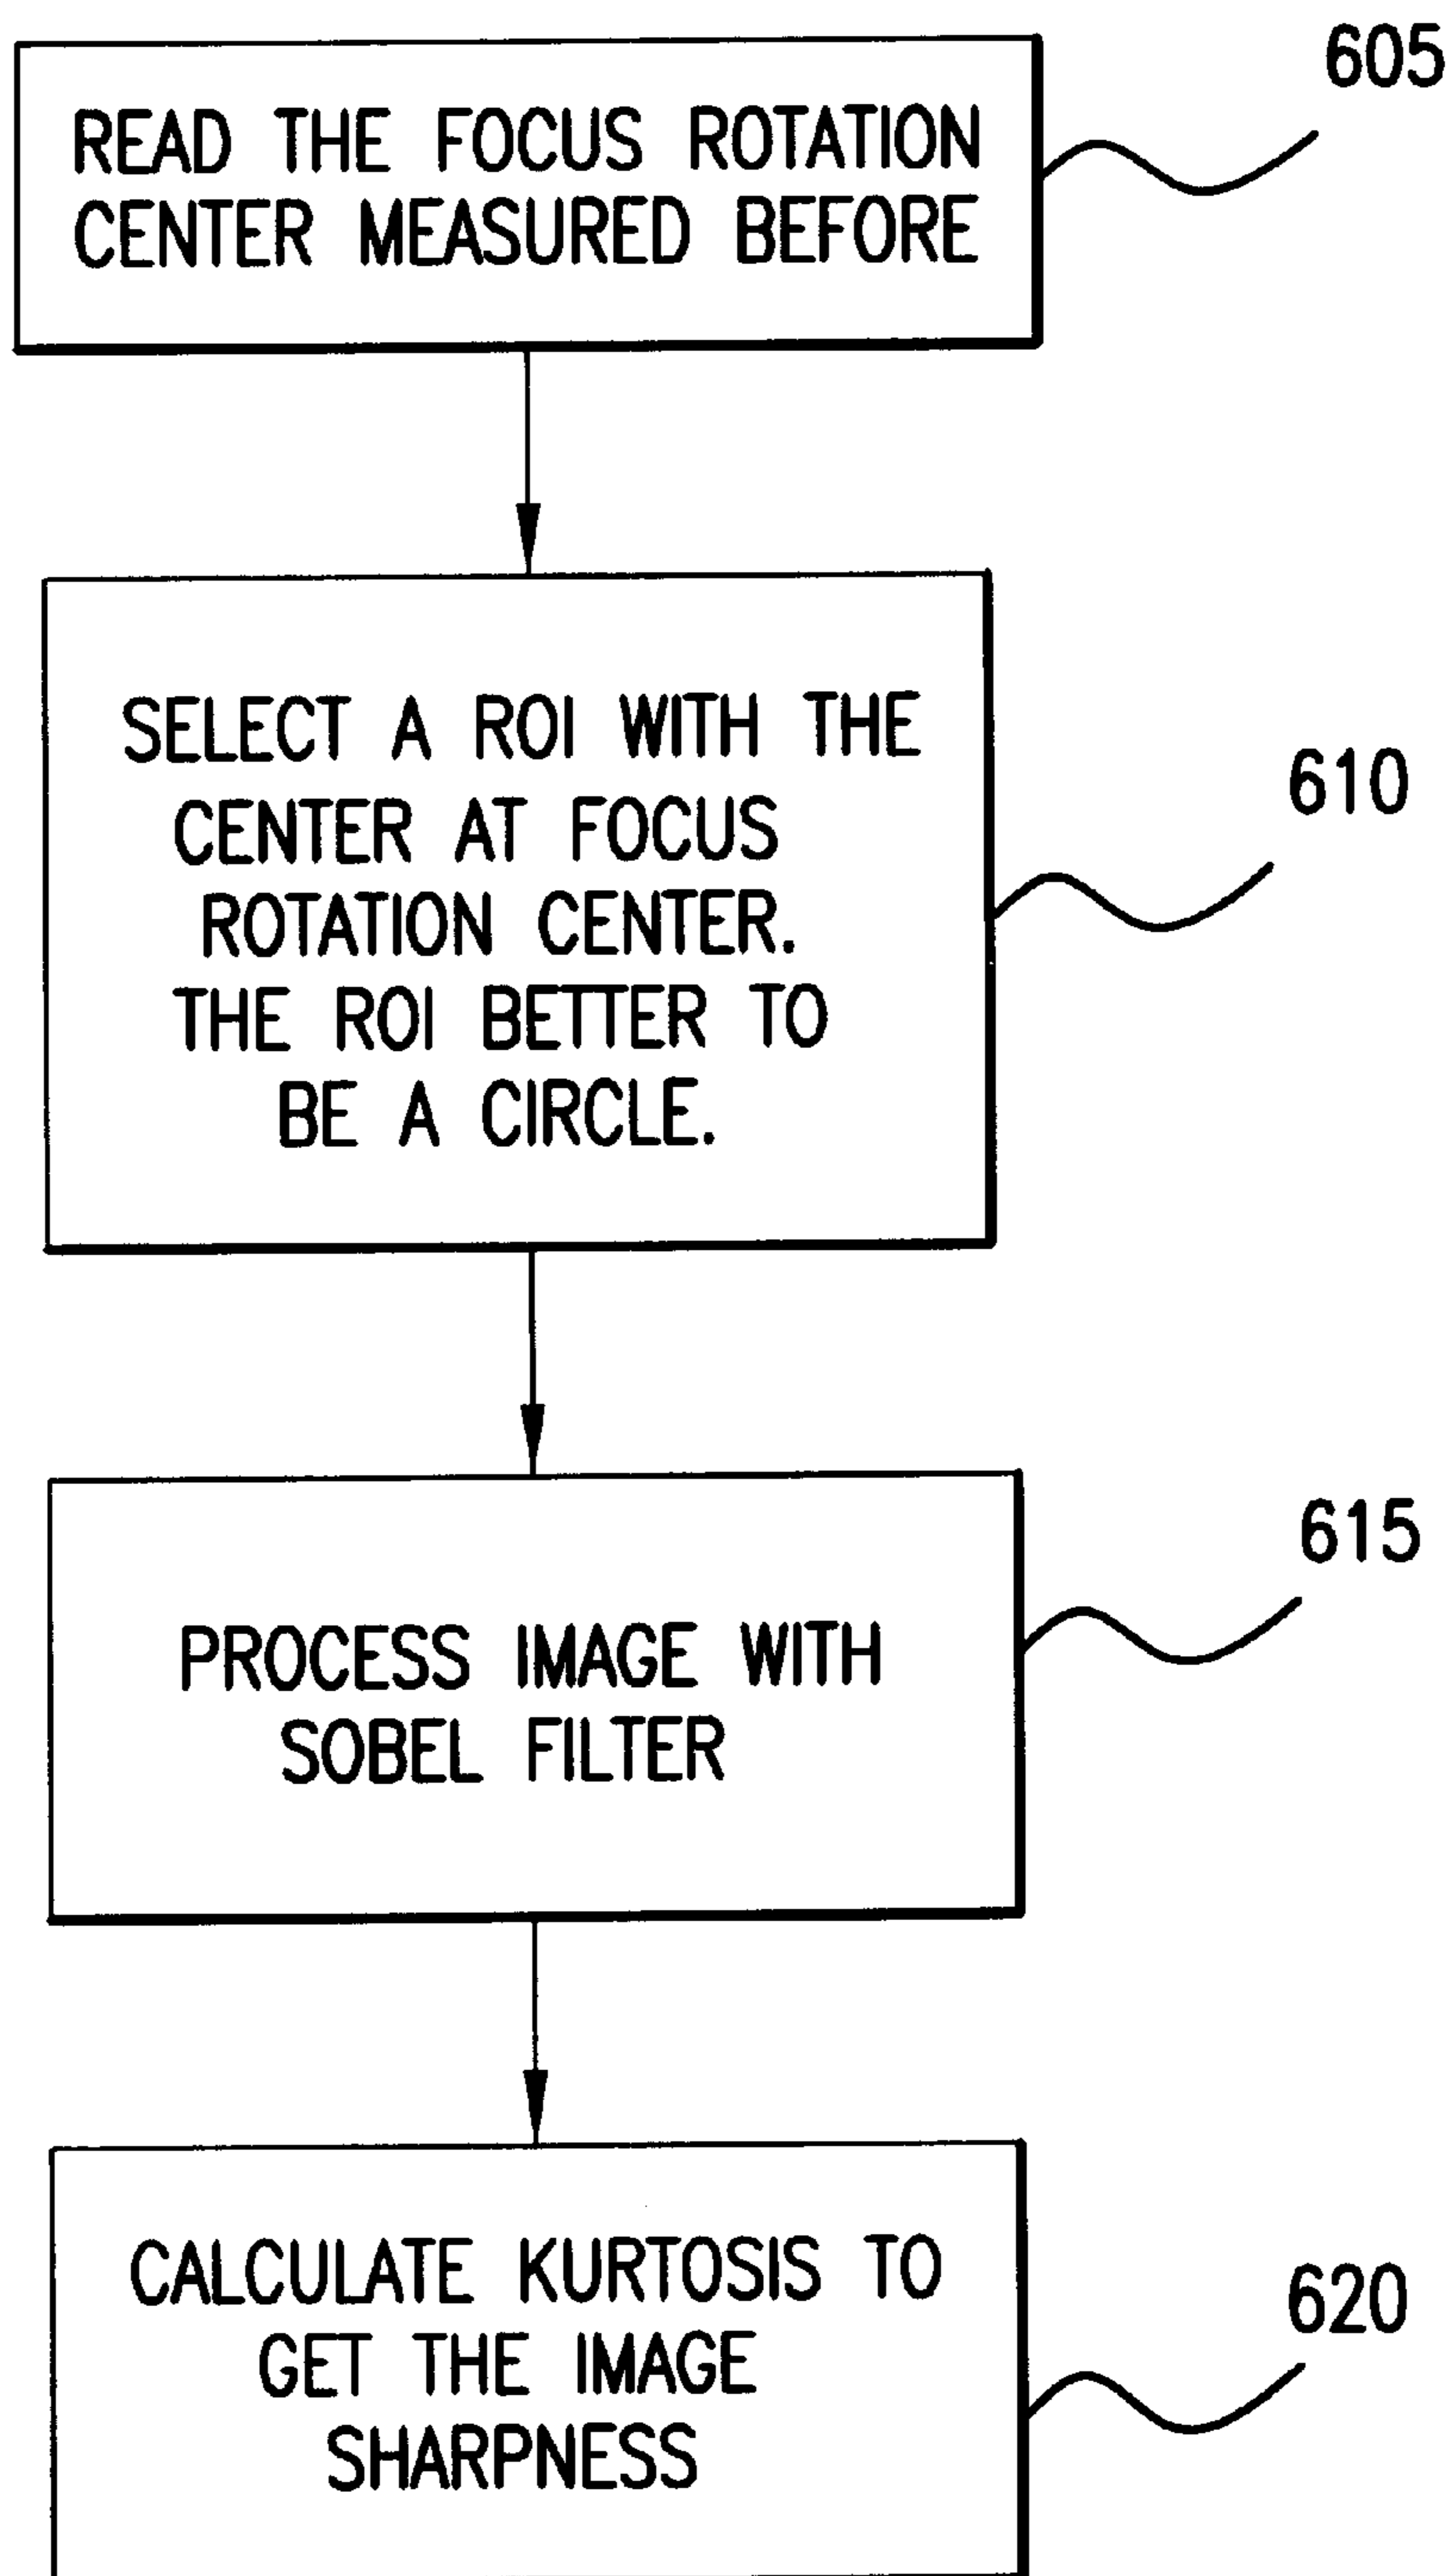 605
READ THE FOCUS ROTATION
CENTER MEASURED BEFORE
SELECT A ROI WITH THE
CENTER AT FOCUS
ROTATION CENTER.
THE ROI BETTER TO
BE A CIRCLE.
610
PROCESS IMAGE WITH
SOBEL FILTER
615
CALCULATE KURTOSIS TO
GET THE IMAGE
SHARPNESS
620